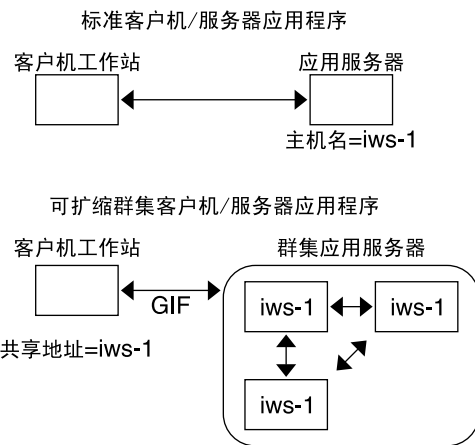 标准客户机/服务器应用程序
客户机工作站
应用服务器
主机名=iws-1
可扩缩群集客户机/服务器应用程序
客户机工作站
群集应用服务器
GIF
共享地址=iws-1
iws-1
iws-1
iws-1